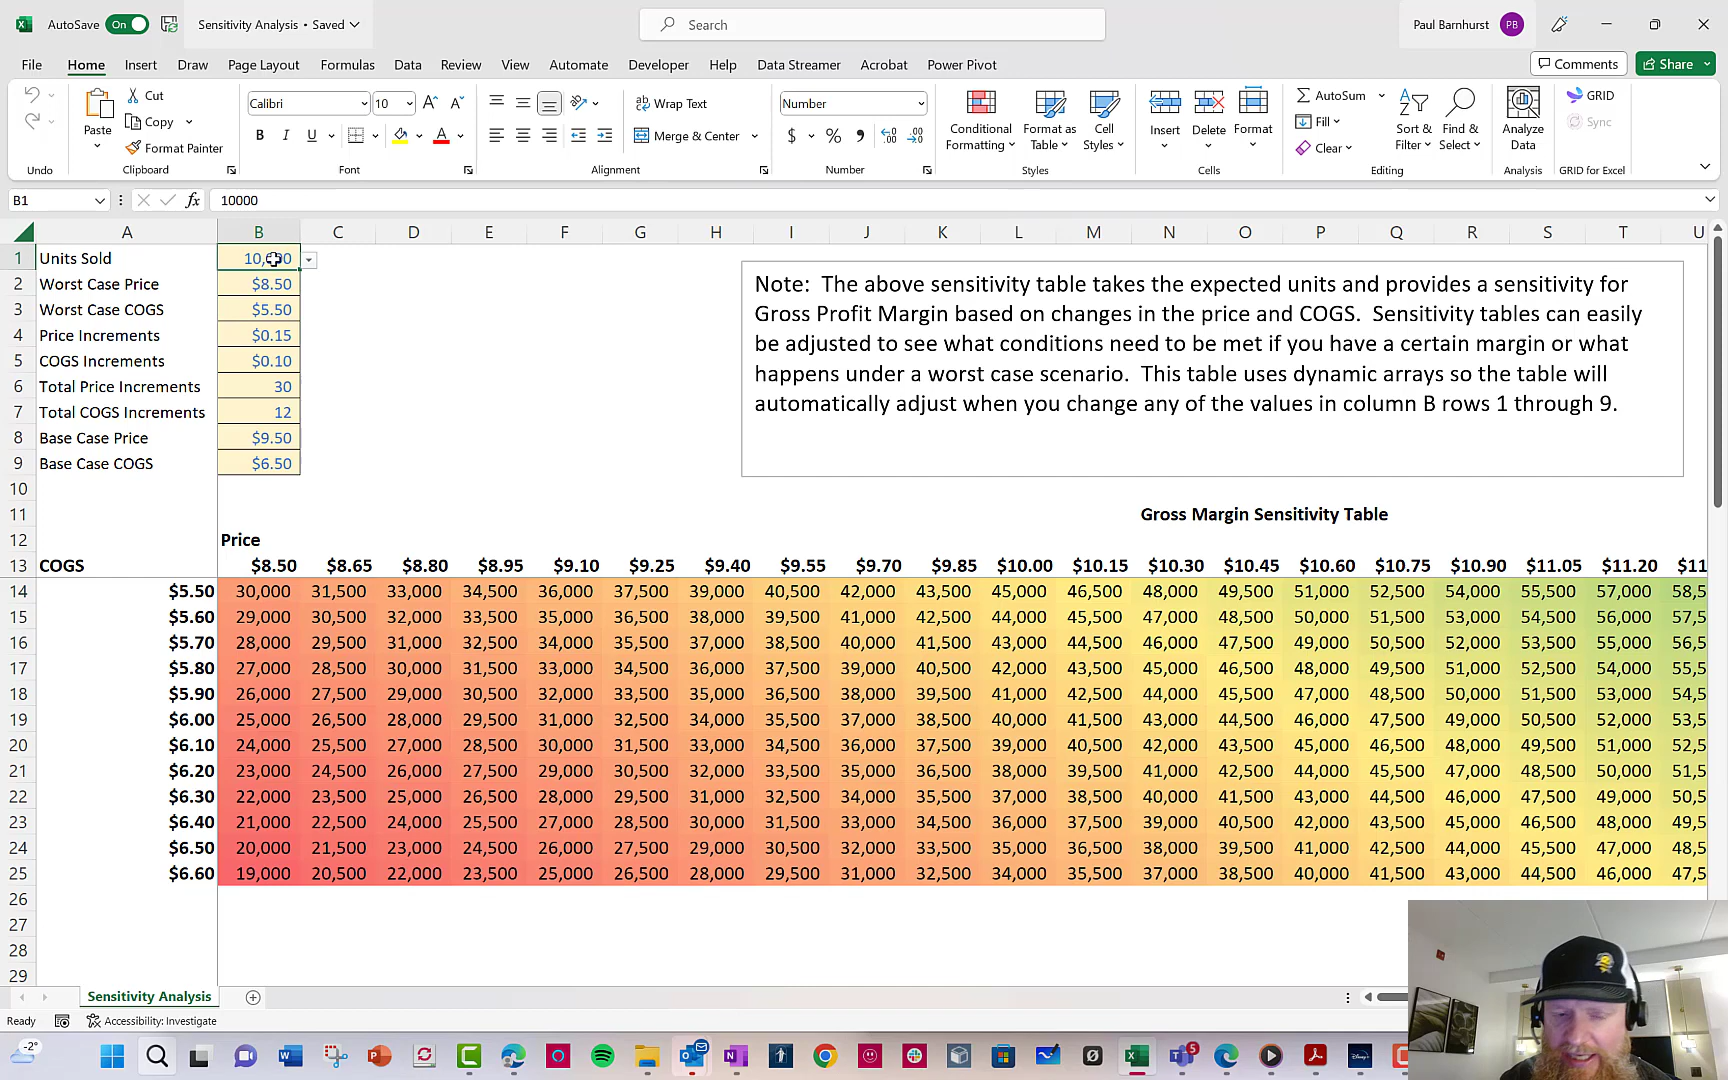 AutoSave On
Sensitivity Analysis • Saved
Search
Paul Barnhurst PB
File Home Insert Draw Page Layout Formulas Data Review View Automate Developer Help Data Streamer Acrobat Power Pivot
Comments Share
Undo
Paste Cut Copy Format Painter
Clipboard
Calibri 10
B I U
Font
Wrap Text
Merge & Center
Alignment
Number
$ %
Number
Conditional Formatting
Format as Table
Cell Styles
Styles
Insert Delete Format
Cells
AutoSum Fill Clear
Sort & Filter
Find & Select
Editing
Analyze Data
Analysis
GRID
Sync
GRID for Excel
B1 fx 10000
A B C D E F G H I J K L M N O P Q R S T U
1 Units Sold
2 Worst Case Price $8.50
3 Worst Case COGS $5.50
4 Price Increments $0.15
5 COGS Increments $0.10
6 Total Price Increments 30
7 Total COGS Increments 12
8 Base Case Price $9.50
9 Base Case COGS $6.50
Note: The above sensitivity table takes the expected units and provides a sensitivity for
Gross Profit Margin based on changes in the price and COGS. Sensitivity tables can easily
be adjusted to see what conditions need to be met if you have a certain margin or what
happens under a worst case scenario. This table uses dynamic arrays so the table will
automatically adjust when you change any of the values in column B rows 1 through 9.
10
11 Gross Margin Sensitivity Table
12 Price
13 COGS $8.50 $8.65 $8.80 $8.95 $9.10 $9.25 $9.40 $9.55 $9.70 $9.85 $10.00 $10.15 $10.30 $10.45 $10.60 $10.75 $10.90 $11.05 $11.20 $11
14 $5.50 30,000 31,500 33,000 34,500 36,000 37,500 39,000 40,500 42,000 43,500 45,000 46,500 48,000 49,500 51,000 52,500 54,000 55,500 57,000 58,5
15 $5.60 29,000 30,500 32,000 33,500 35,000 36,500 38,000 39,500 41,000 42,500 44,000 45,500 47,000 48,500 50,000 51,500 53,000 54,500 56,000 57,5
16 $5.70 28,000 29,500 31,000 32,500 34,000 35,500 37,000 38,500 40,000 41,500 43,000 44,500 46,000 47,500 49,000 50,500 52,000 53,500 55,000 56,5
17 $5.80 27,000 28,500 30,000 31,500 33,000 34,500 36,000 37,500 39,000 40,500 42,000 43,500 45,000 46,500 48,000 49,500 51,000 52,500 54,000 55,5
18 $5.90 26,000 27,500 29,000 30,500 32,000 33,500 35,000 36,500 38,000 39,500 41,000 42,500 44,000 45,500 47,000 48,500 50,000 51,500 53,000 54,5
19 $6.00 25,000 26,500 28,000 29,500 31,000 32,500 34,000 35,500 37,000 38,500 40,000 41,500 43,000 44,500 46,000 47,500 49,000 50,500 52,000 53,5
20 $6.10 24,000 25,500 27,000 28,500 30,000 31,500 33,000 34,500 36,000 37,500 39,000 40,500 42,000 43,500 45,000 46,500 48,000 49,500 51,000 52,5
21 $6.20 23,000 24,500 26,000 27,500 29,000 30,500 32,000 33,500 35,000 36,500 38,000 39,500 41,000 42,500 44,000 45,500 47,000 48,500 50,000 51,5
22 $6.30 22,000 23,500 25,000 26,500 28,000 29,500 31,000 32,500 34,000 35,500 37,000 38,500 40,000 41,500 43,000 44,500 46,000 47,500 49,000 50,5
23 $6.40 21,000 22,500 24,000 25,500 27,000 28,500 30,000 31,500 33,000 34,500 36,000 37,500 39,000 40,500 42,000 43,500 45,000 46,500 48,000 49,5
24 $6.50 20,000 21,500 23,000 24,500 26,000 27,500 29,000 30,500 32,000 33,500 35,000 36,500 38,000 39,500 41,000 42,500 44,000 45,500 47,000 48,5
25 $6.60 19,000 20,500 22,000 23,500 25,000 26,500 28,000 29,500 31,000 32,500 34,000 35,500 37,000 38,500 40,000 41,500 43,000 44,500 46,000 47,5
26
27
28
29
Sensitivity Analysis
Ready Accessibility: Investigate
-2°
5